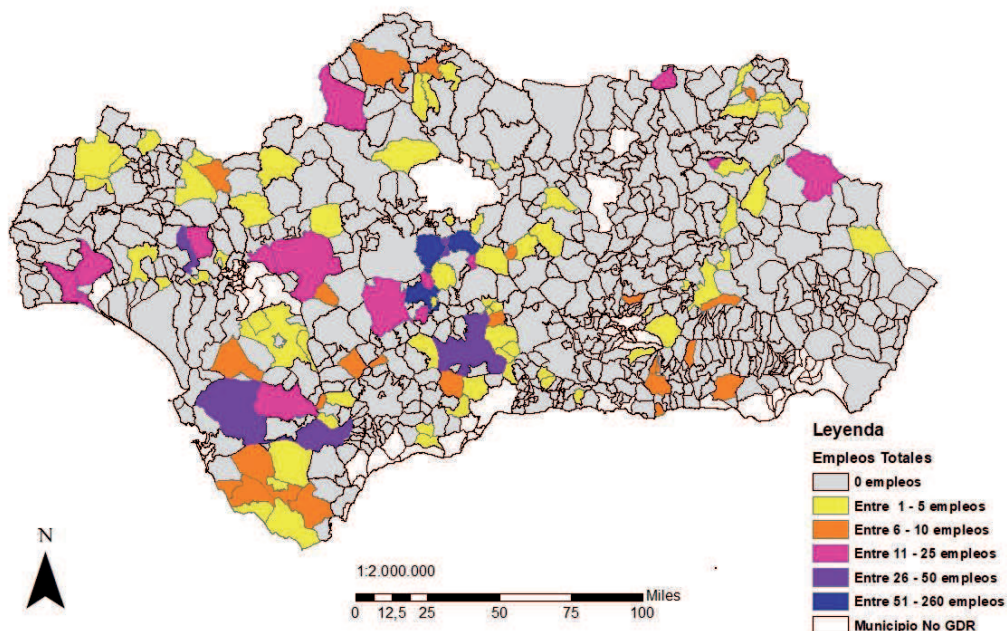 Leyenda
Empleos Totales
0 empleos
Entre 1 - 5 empleos
Entre 6 - 10 empleos
Entre 11 - 25 empleos
Entre 26 - 50 empleos
Entre 51 - 260 empleos
Municipio No GDR
N
1:2.000.000
Miles
0 12,5 25 50 75 100